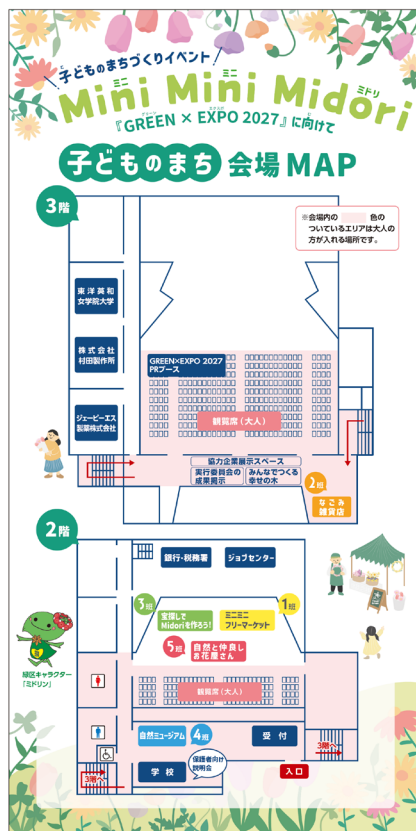 子どものまちづくりイベント
Mini Mini Midori
ミニ ミニ ミドリ
『GREEN × EXPO 2027』に向けて
子どものまち 会場 MAP
3階
※会場内の 色の
ついているエリアは大人の
方が入れる場所です。
東洋英和
女学院大学
株式会社
村田製作所
ジェーピーエス
製薬株式会社
GREEN×EXPO 2027
PRブース
観覧席(大人)
協力企業展示スペース
実行委員会の
成果掲示
みんなでつくる
幸せの木
2班
なごみ
雑貨店
2階
銀行・税務署
ジョブセンター
3班
宝探しで
Midoriを作ろう!
1班
ミニミニ
フリーマーケット
5班
自然と仲良し
お花屋さん
緑区キャラクター
「ミドリン」
観覧席(大人)
自然ミュージアム
4班
受付
学校
保護者向け
説明会
入口
3階へ
3階へ